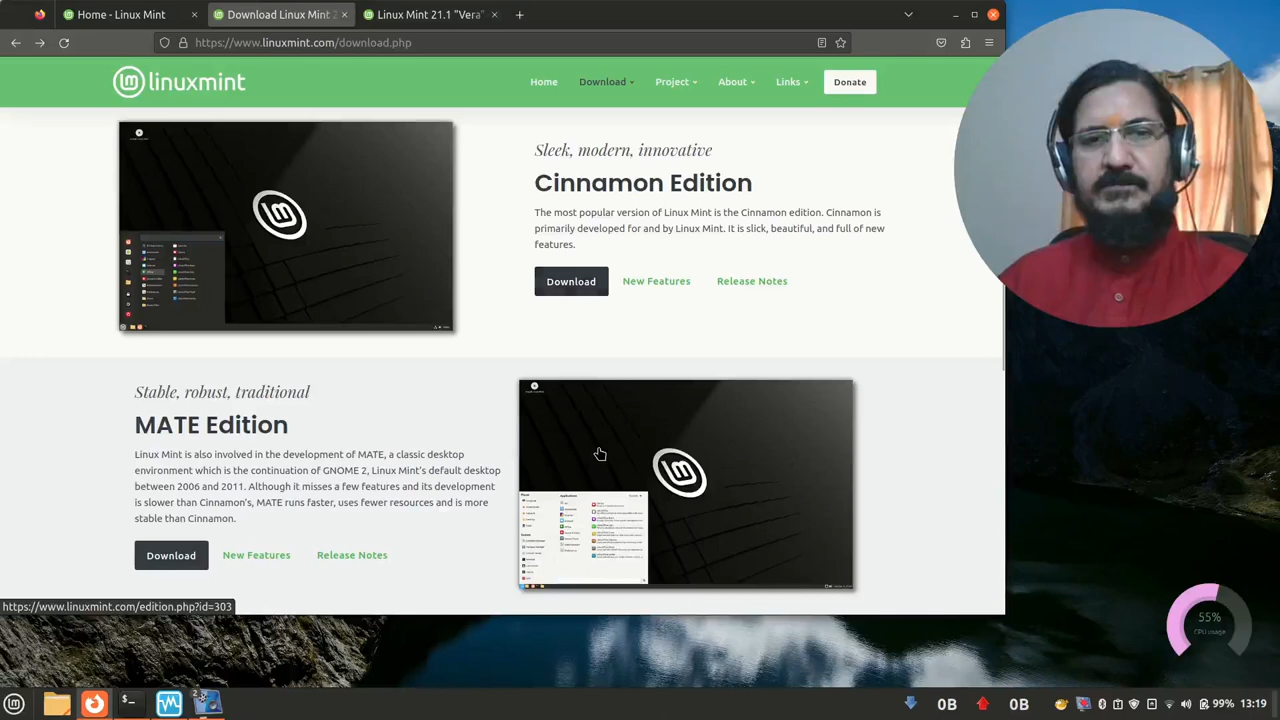 Home - Linux Mint
Download Linux Mint 2
Linux Mint 21.1 "Vera"
https://www.linuxmint.com/download.php
linuxmint
Home
Download
Project
About
Links
Donate
Sleek, modern, innovative
Cinnamon Edition
The most popular version of Linux Mint is the Cinnamon edition. Cinnamon is
primarily developed for and by Linux Mint. It is slick, beautiful, and full of new
features.
Download
New Features
Release Notes
Stable, robust, traditional
MATE Edition
Linux Mint is also involved in the development of MATE, a classic desktop
environment which is the continuation of GNOME 2, Linux Mint's default desktop
between 2006 and 2011. Although it misses a few features and its development
is slower than Cinnamon's, MATE runs faster, uses fewer resources and is more
stable than Cinnamon.
Download
New Features
Release Notes
https://www.linuxmint.com/edition.php?id=303
55%
CPU usage
0B
0B
99%
13:19